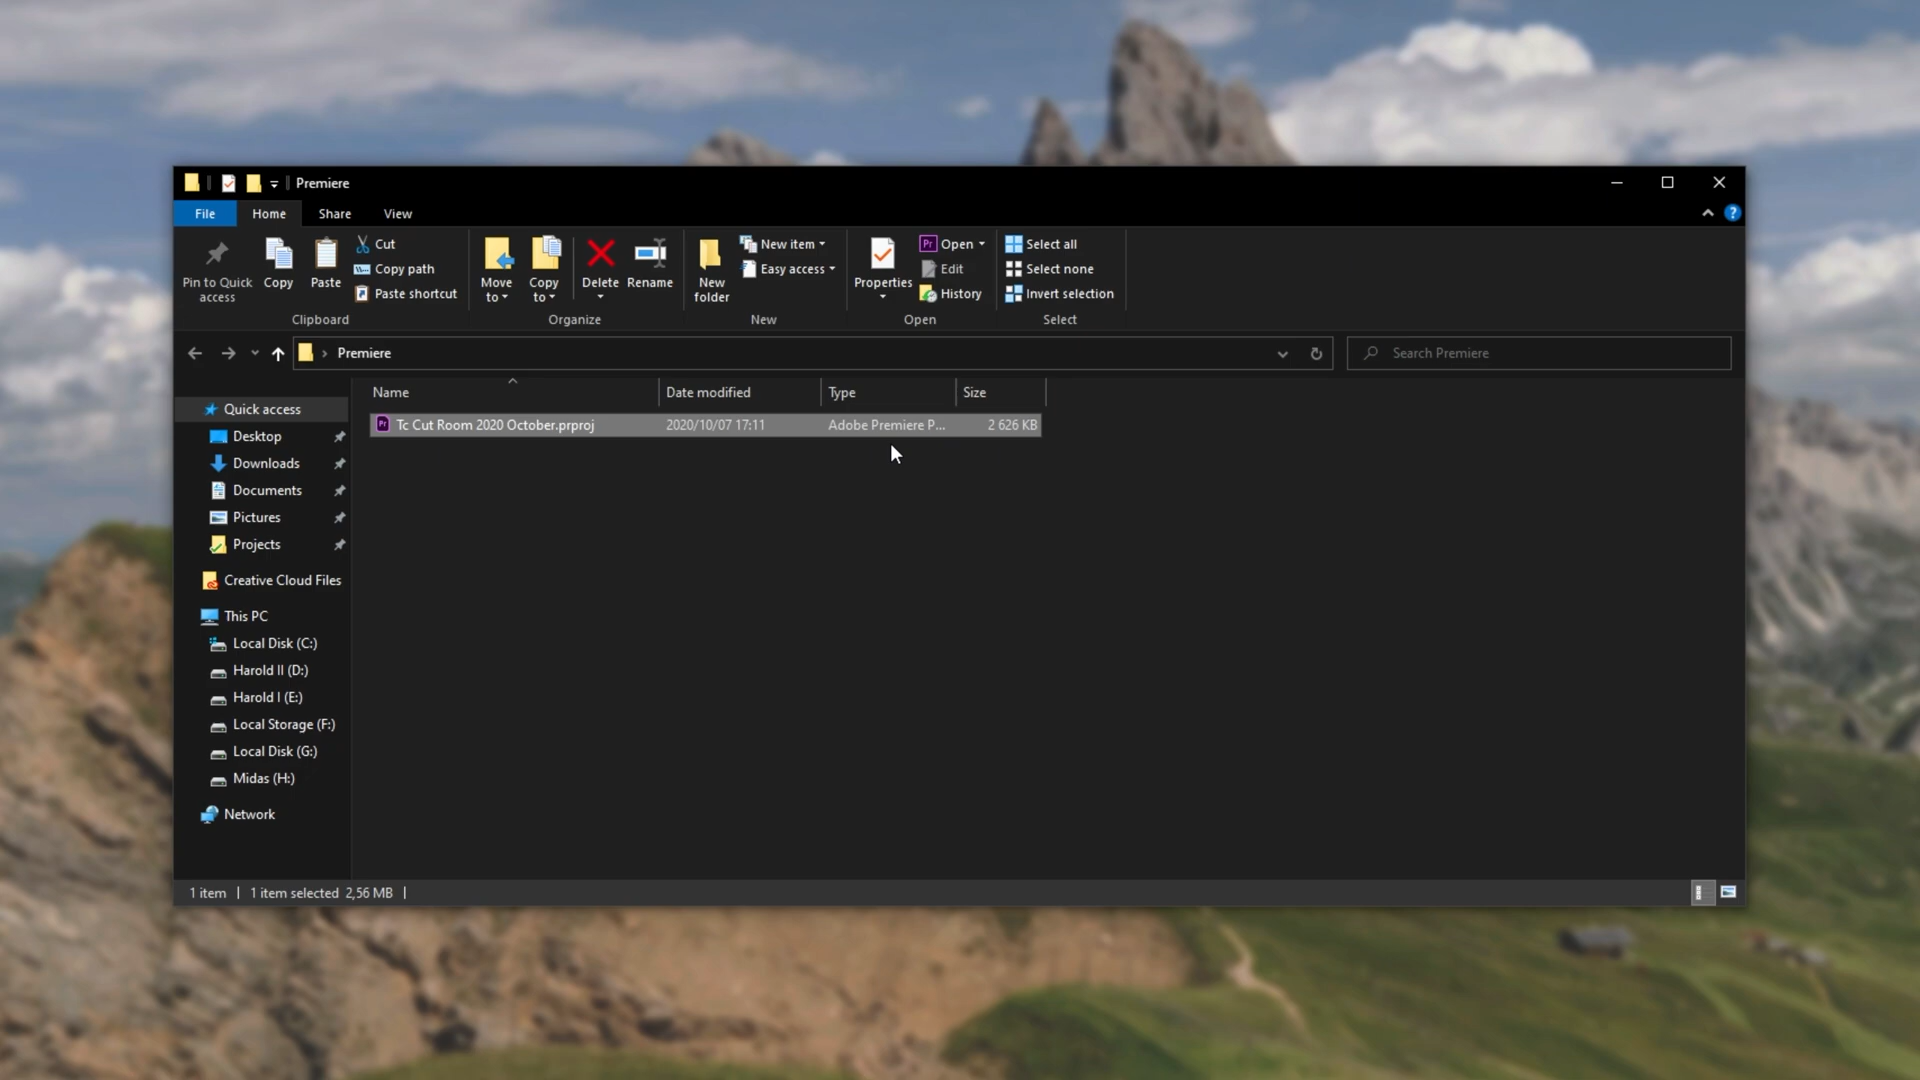 Premiere
File Home Share View
Pin to Quick access
Copy
Paste
Cut
Copy path
Paste shortcut
Clipboard
Move to
Copy to
Delete
Rename
Organize
New folder
New item
Easy access
New
Properties
Pr Open
Edit
History
Open
Select all
Select none
Invert selection
Select
Premiere
Search Premiere
Name Date modified Type Size
Pr Tc Cut Room 2020 October.prproj 2020/10/07 17:11 Adobe Premiere P... 2 626 KB
Quick access
Desktop
Downloads
Documents
Pictures
Projects
Creative Cloud Files
This PC
Local Disk (C:)
Harold II (D:)
Harold I (E:)
Local Storage (F:)
Local Disk (G:)
Midas (H:)
Network
1 item 1 item selected 2,56 MB